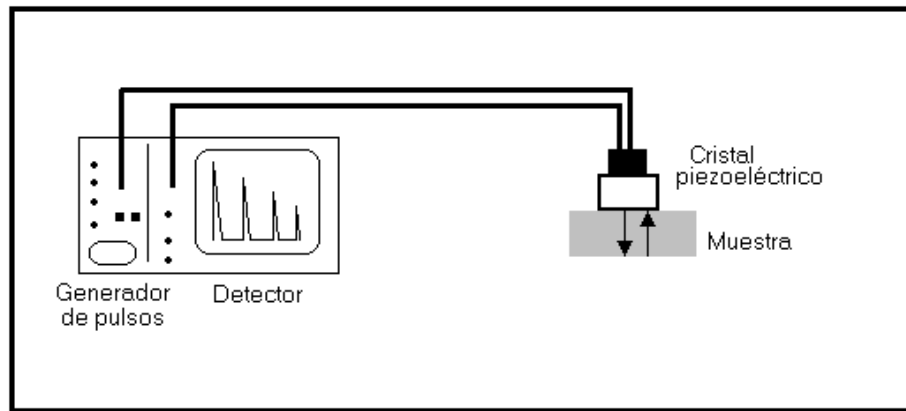 Cristal
piezoeléctrico
Muestra
Generador
de pulsos
Detector